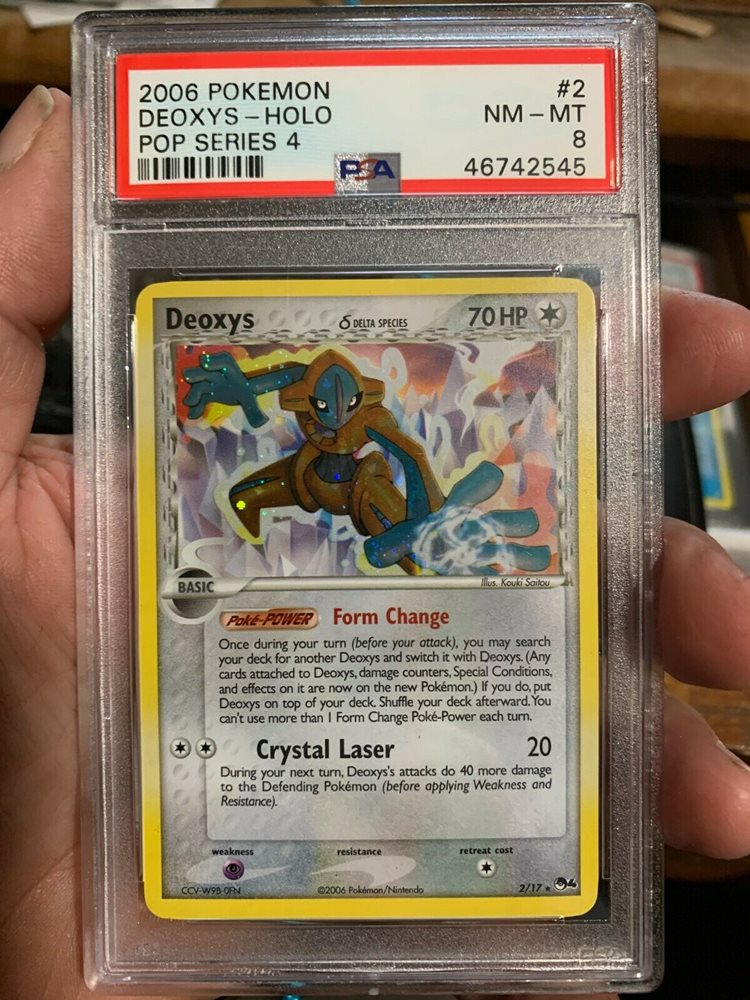 2006 POKEMON #2
DEOXYS - HOLO NM - MT
POP SERIES 4 8
PSA 46742545
Deoxys δ DELTA SPECIES 70 HP
BASIC Illus. Kouki Saitou
Poké-POWER Form Change
Once during your turn (before your attack), you may search
your deck for another Deoxys and switch it with Deoxys. (Any
cards attached to Deoxys, damage counters, Special Conditions,
and effects on it are now on the new Pokémon.) If you do, put
Deoxys on top of your deck. Shuffle your deck afterward. You
can't use more than 1 Form Change Poké-Power each turn.
Crystal Laser 20
During your next turn, Deoxys's attacks do 40 more damage
to the Defending Pokémon (before applying Weakness and
Resistance).
weakness resistance retreat cost
CCV-W9B-0FN ©2006 Pokémon/Nintendo 2/17 ★ 4